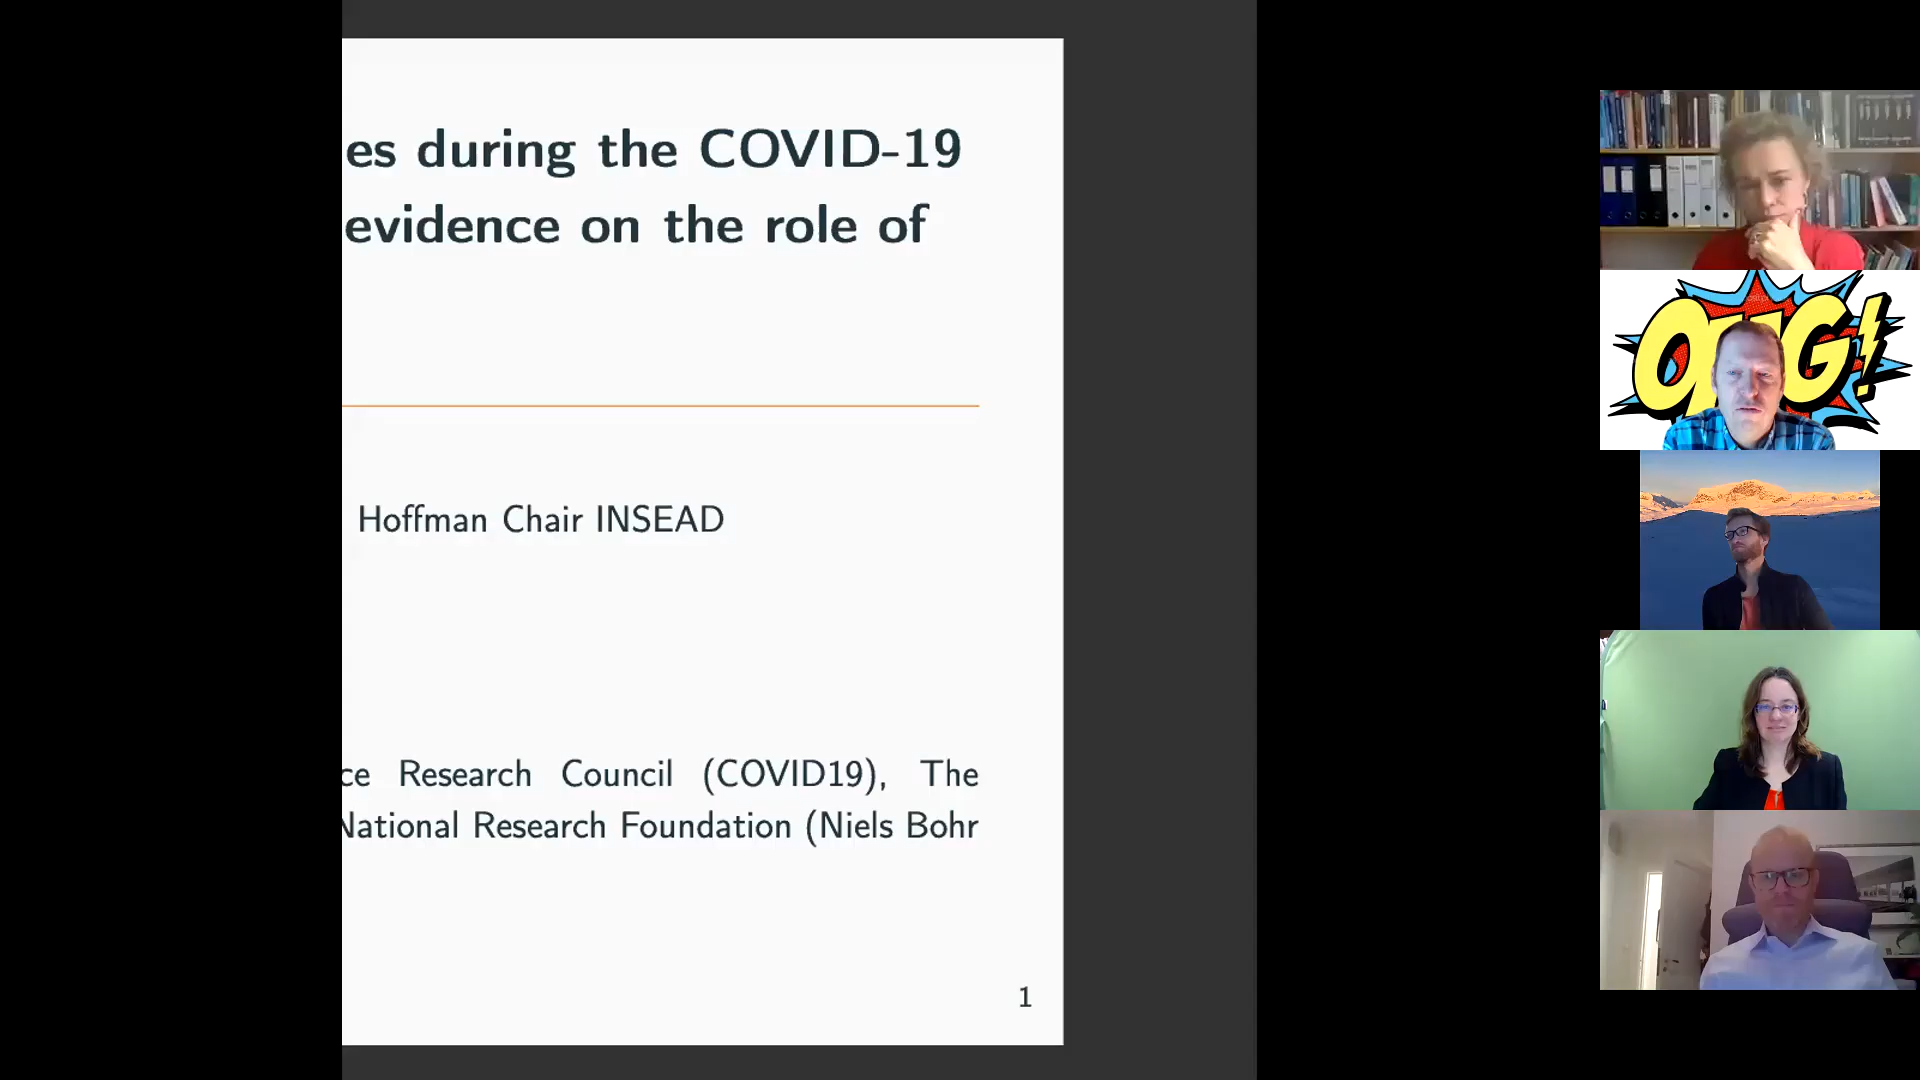 es during the COVID-19
evidence on the role of
Hoffman Chair INSEAD
ce Research Council (COVID19), The
National Research Foundation (Niels Bohr
1
OMG!